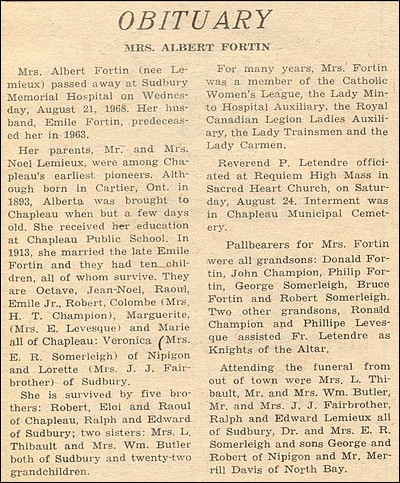 OBITUARY
MRS. ALBERT FORTIN
Mrs. Albert Fortin (nee Le-
mieux) passed away at Sudbury
Memorial Hospital on Wednes-
day, August 21, 1968. Her hus-
band, Emile Fortin, predeceas-
ed her in 1963.
Her parents, Mr. and Mrs.
Noel Lemieux, were among Cha-
pleau's earliest pioneers. Alth-
ough born in Cartier, Ont. in
1893, Alberta was brought to
Chapleau when but a few days
old. She received her education
at Chapleau Public School. In
1913, she married the late Emile
Fortin and they had ten chil-
dren, all of whom survive. They
are Octave, Jean-Noel, Raoul,
Emile Jr., Robert, Colombe (Mrs.
H. T. Champion), Marguerite,
(Mrs. E. Levesque) and Marie
all of Chapleau: Veronica (Mrs.
E. R. Somerleigh) of Nipigon
and Lorette (Mrs. J. J. Fair-
brother) of Sudbury.
She is survived by five bro-
thers: Robert, Eloi and Raoul
of Chapleau, Ralph and Edward
of Sudbury; two sisters: Mrs. L.
Thibault and Mrs. Wm. Butler
both of Sudbury and twenty-two
grandchildren.
For many years, Mrs. Fortin
was a member of the Catholic
Women's League, the Lady Min-
to Hospital Auxiliary, the Royal
Canadian Legion Ladies Auxili-
ary, the Lady Trainsmen and the
Lady Carmen.
Reverend P. Letendre offici-
ated at Requiem High Mass in
Sacred Heart Church, on Satur-
day, August 24. Interment was
in Chapleau Municipal Cemet-
ery.
Pallbearers for Mrs. Fortin
were all grandsons: Donald For-
tin, John Champion, Philip For-
tin, George Somerleigh, Bruce
Fortin and Robert Somerleigh.
Two other grandsons, Ronald
Champion and Phillipe Leves-
que assisted Fr. Letendre as
Knights of the Altar.
Attending the funeral from
out of town were Mrs. L. Thi-
bault, Mr. and Mrs. Wm. Butler,
Mr. and Mrs. J. J. Fairbrother,
Ralph and Edward Lemieux all
of Sudbury, Dr. and Mrs. E. R.
Somerleigh and sons George and
Robert of Nipigon and Mr. Mer-
rill Davis of North Bay.